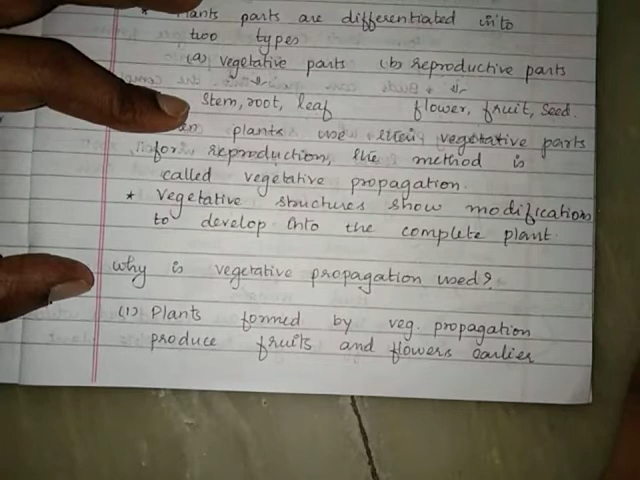 * Plants parts are differentiated into
two types
(a) vegetative parts (b) reproductive parts
stem, root, leaf flower, fruit, seed.
plants use their vegetative parts
for reproduction, the method is
called vegetative propagation.
* vegetative structures show modification
to develop into the complete plant.
why is vegetative propagation used?
(1) Plants formed by veg. propagation
produce fruits and flowers earlier